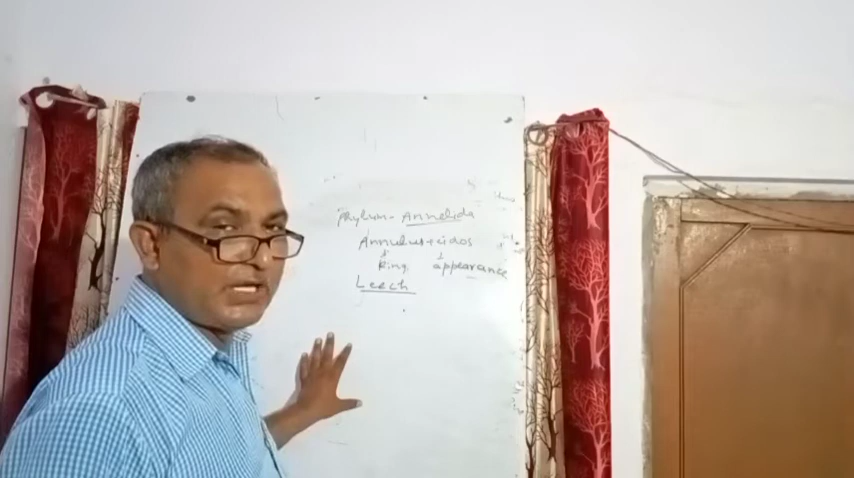 Phylum - Annelida
Annulus + eidos
Ring appearance
Leech